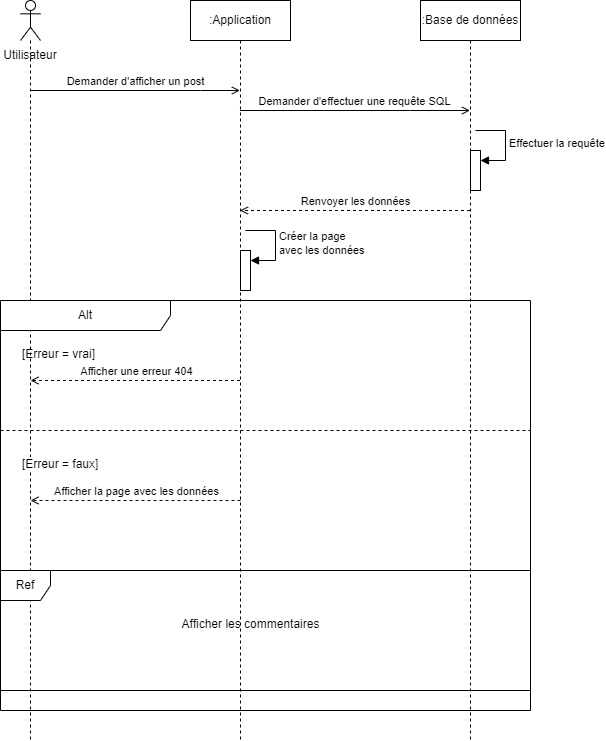 :Application
:Base de données
Utilisateur
Demander d'afficher un post
Demander d'effectuer une requête SQL
Effectuer la requête
Renvoyer les données
Créer la page
avec les données
Alt
[Erreur = vrai]
Afficher une erreur 404
[Erreur = faux]
Afficher la page avec les données
Ref
Afficher les commentaires